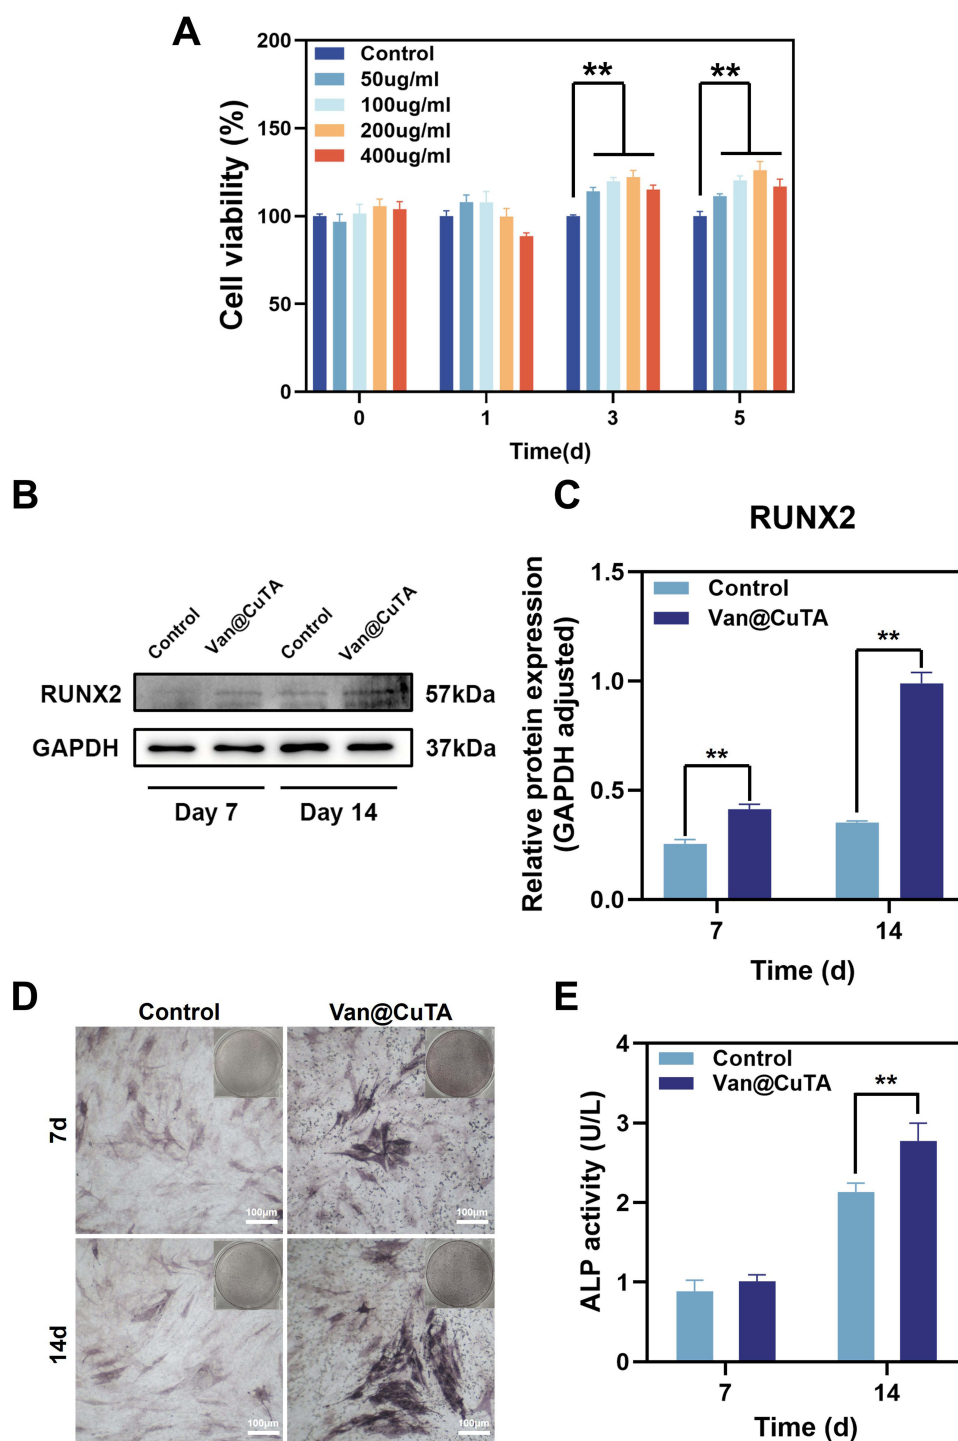 A
Cell viability (%)
200
150
100
50
0
Control
50ug/ml
100ug/ml
200ug/ml
400ug/ml
**
**
0 1 3 5
Time(d)
B
Control Van@CuTA Control Van@CuTA
RUNX2 57kDa
GAPDH 37kDa
Day 7 Day 14
C
RUNX2
Relative protein expression
(GAPDH adjusted)
1.5
1.0
0.5
0.0
Control
Van@CuTA
**
**
7 14
Time (d)
D
Control Van@CuTA
7d
100μm 100μm
14d
100μm 100μm
E
ALP activity (U/L)
4
3
2
1
0
Control
Van@CuTA
**
7 14
Time (d)